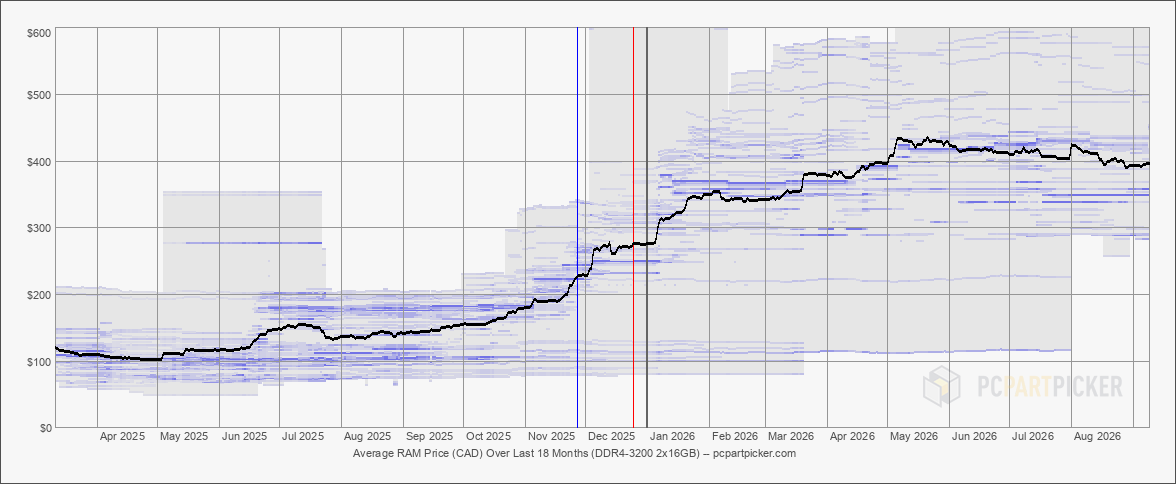 $600
$500
$400
$300
$200
$100
$0
Apr 2025 May 2025 Jun 2025 Jul 2025 Aug 2025 Sep 2025 Oct 2025 Nov 2025 Dec 2025 Jan 2026 Feb 2026 Mar 2026 Apr 2026 May 2026 Jun 2026 Jul 2026 Aug 2026
PCPARTPICKER
Average RAM Price (CAD) Over Last 18 Months (DDR4-3200 2x16GB) -- pcpartpicker.com